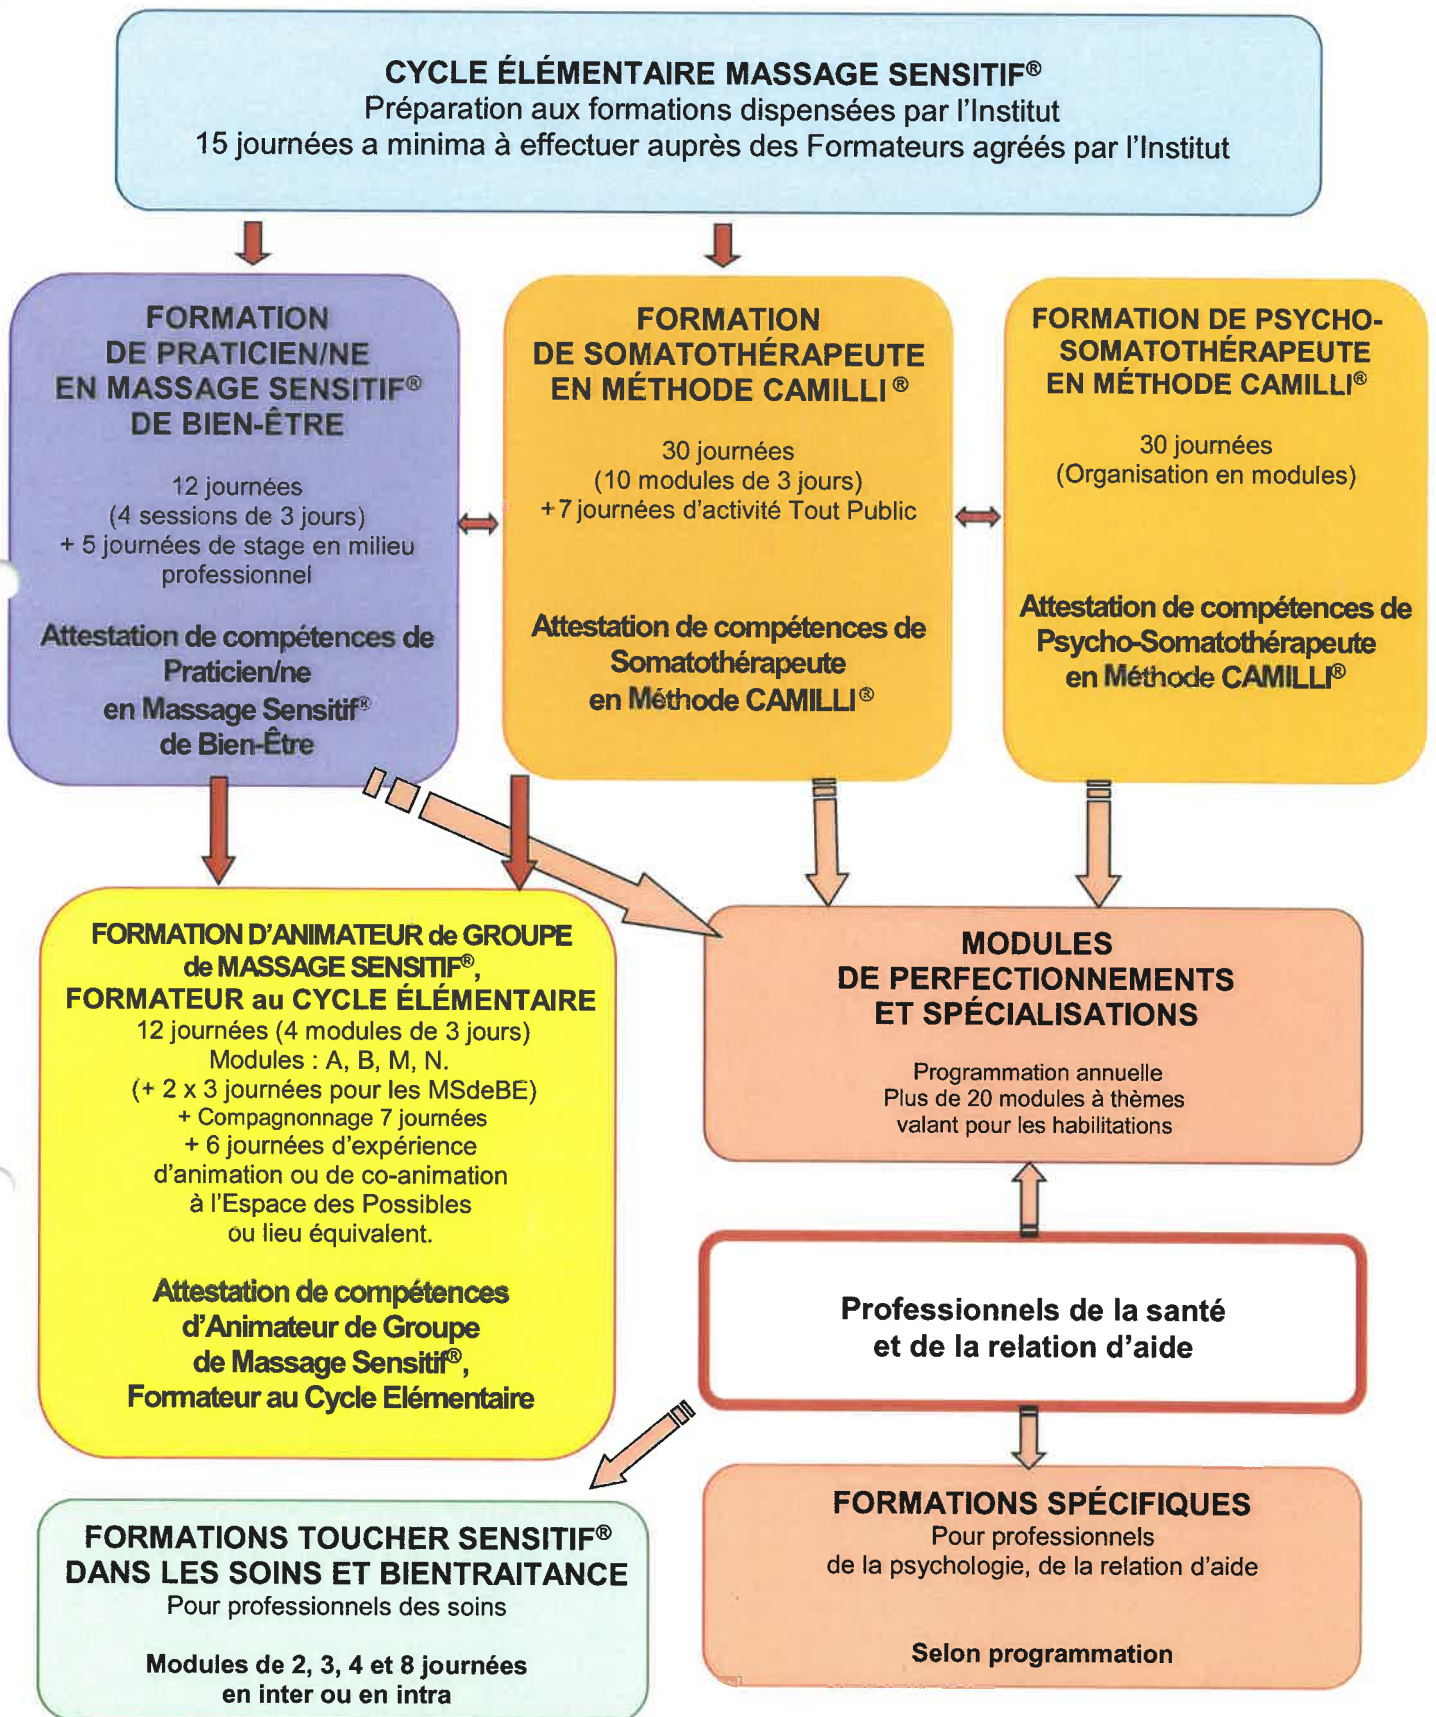 CYCLE ÉLÉMENTAIRE MASSAGE SENSITIF®
Préparation aux formations dispensées par l'Institut
15 journées a minima à effectuer auprès des Formateurs agréés par l'Institut
FORMATION
DE PRATICIEN/NE
EN MASSAGE SENSITIF®
DE BIEN-ÊTRE
12 journées
(4 sessions de 3 jours)
+ 5 journées de stage en milieu
professionnel
Attestation de compétences de
Praticien/ne
en Massage Sensitif®
de Bien-Être
FORMATION
DE SOMATOTHÉRAPEUTE
EN MÉTHODE CAMILLI®
30 journées
(10 modules de 3 jours)
+ 7 journées d'activité Tout Public
Attestation de compétences de
Somatothérapeute
en Méthode CAMILLI®
FORMATION DE PSYCHO-
SOMATOTHÉRAPEUTE
EN MÉTHODE CAMILLI®
30 journées
(Organisation en modules)
Attestation de compétences de
Psycho-Somatothérapeute
en Méthode CAMILLI®
FORMATION D'ANIMATEUR de GROUPE
de MASSAGE SENSITIF®,
FORMATEUR au CYCLE ÉLÉMENTAIRE
12 journées (4 modules de 3 jours)
Modules : A, B, M, N.
(+ 2 x 3 journées pour les MSdeBE)
+ Compagnonnage 7 journées
+ 6 journées d'expérience
d'animation ou de co-animation
à l'Espace des Possibles
ou lieu équivalent.
Attestation de compétences
d'Animateur de Groupe
de Massage Sensitif®,
Formateur au Cycle Elémentaire
MODULES
DE PERFECTIONNEMENTS
ET SPÉCIALISATIONS
Programmation annuelle
Plus de 20 modules à thèmes
valant pour les habilitations
Professionnels de la santé
et de la relation d'aide
FORMATIONS TOUCHER SENSITIF®
DANS LES SOINS ET BIENTRAITANCE
Pour professionnels des soins
Modules de 2, 3, 4 et 8 journées
en inter ou en intra
FORMATIONS SPÉCIFIQUES
Pour professionnels
de la psychologie, de la relation d'aide
Selon programmation